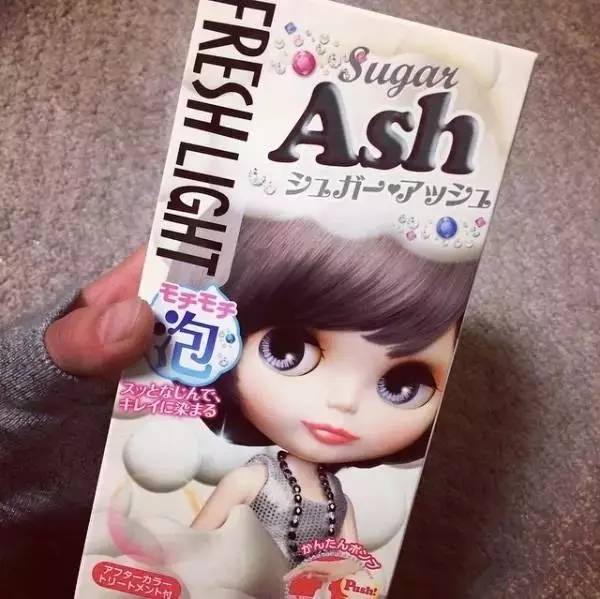 FRESHLIGHT
Sugar
Ash
シュガー♥アッシュ
モチモチ
泡
スッとなじんで、
キレイに染まる
かんたんポンプ
Push!
アフターカラー
トリートメント付